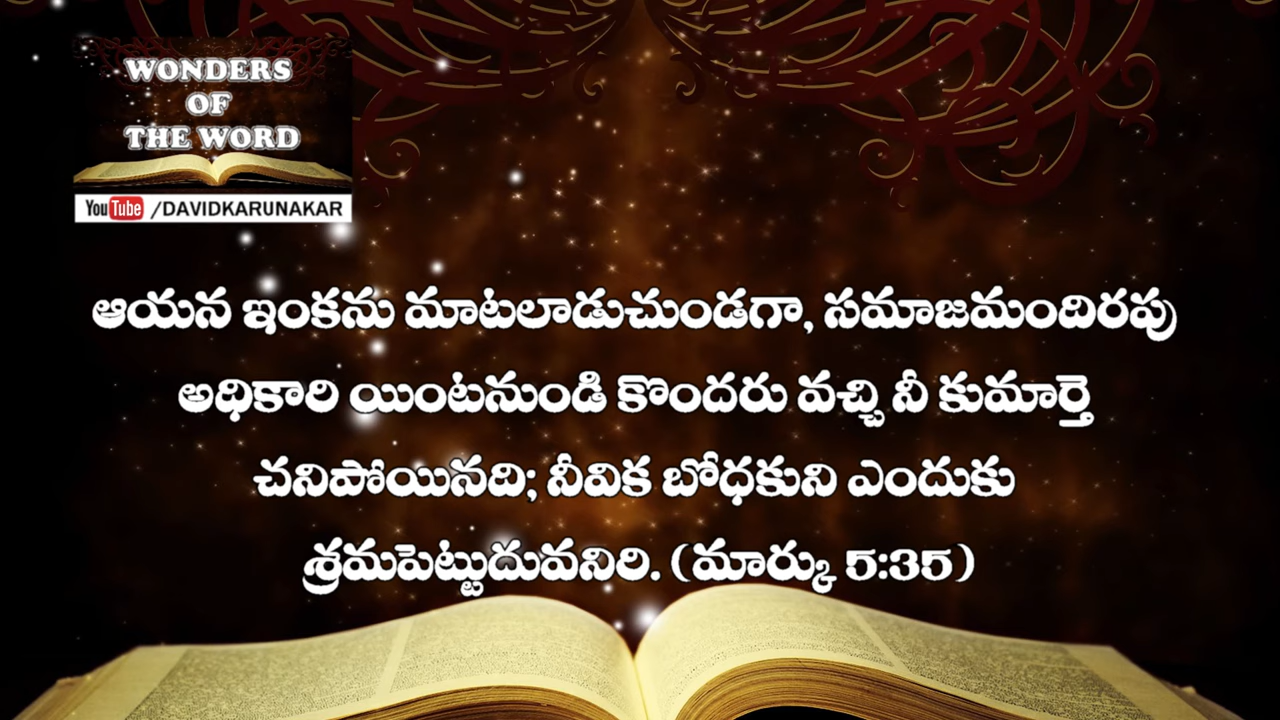 WONDERS
OF
THE WORD
YouTube /DAVIDKARUNAKAR
ఆయన ఇంకను మాటలాడుచుండగా, సమాజమందిరపు
అధికారి యింటనుండి కొందరు వచ్చి నీ కుమార్తె
చనిపోయినది; నీవిక బోధకుని ఎందుకు
శ్రమపెట్టుదువనిరి. (మార్కు 5:35)